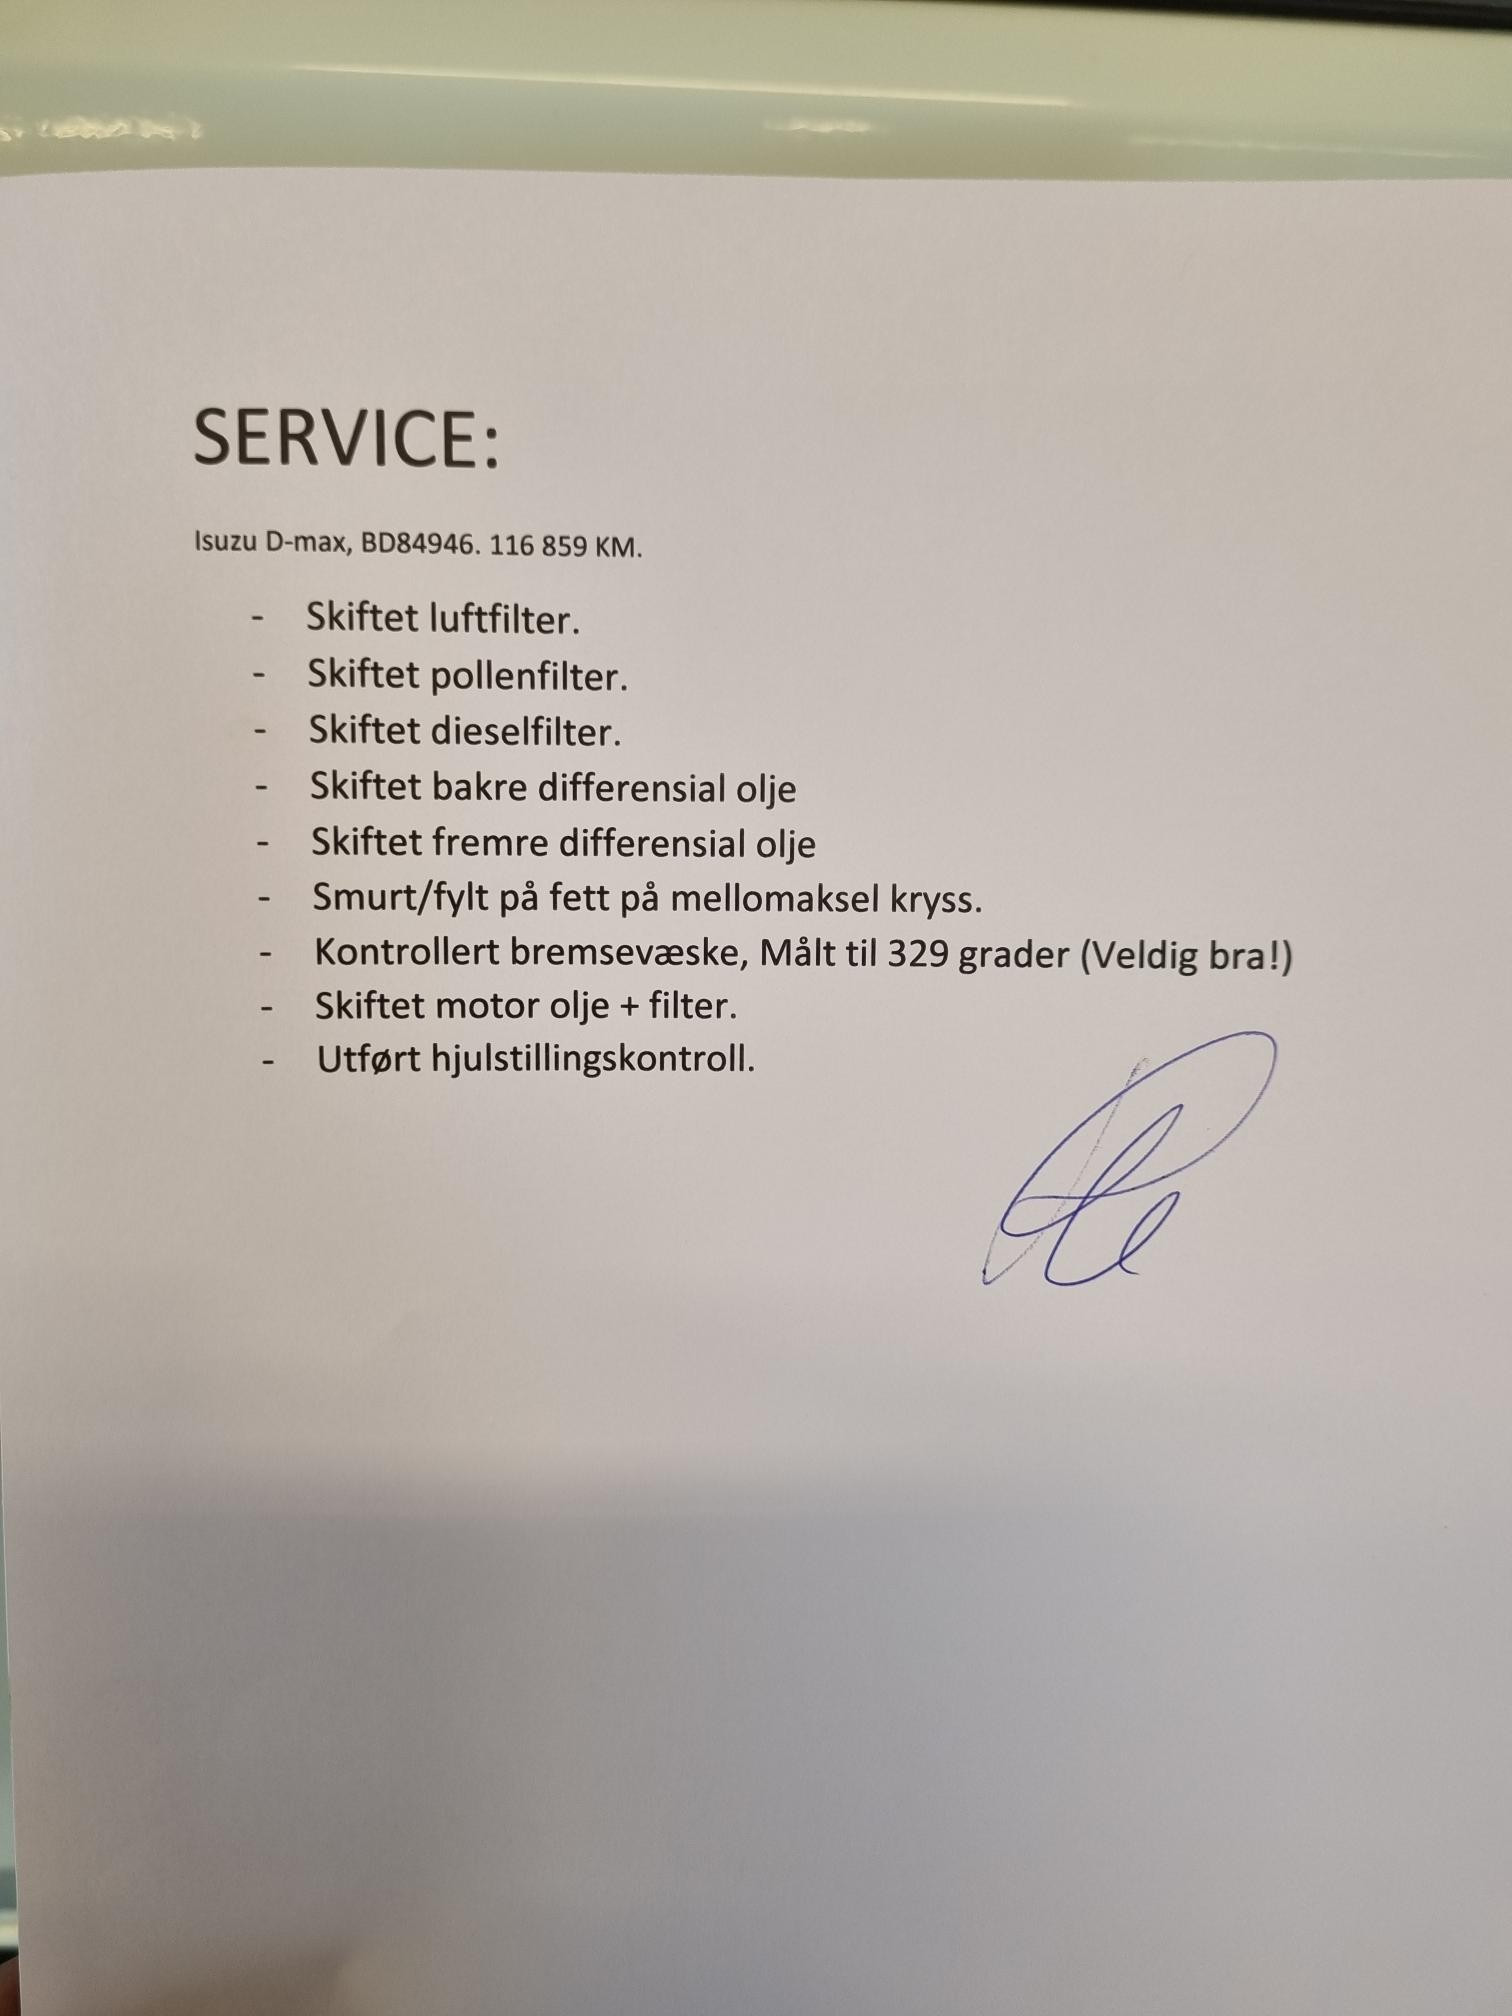 SERVICE:
Isuzu D-max, BD84946. 116 859 KM.
- Skiftet luftfilter.
- Skiftet pollenfilter.
- Skiftet dieselfilter.
- Skiftet bakre differensial olje
- Skiftet fremre differensial olje
- Smurt/fylt på fett på mellomaksel kryss.
- Kontrollert bremsevæske, Målt til 329 grader (Veldig bra!)
- Skiftet motor olje + filter.
- Utført hjulstillingskontroll.